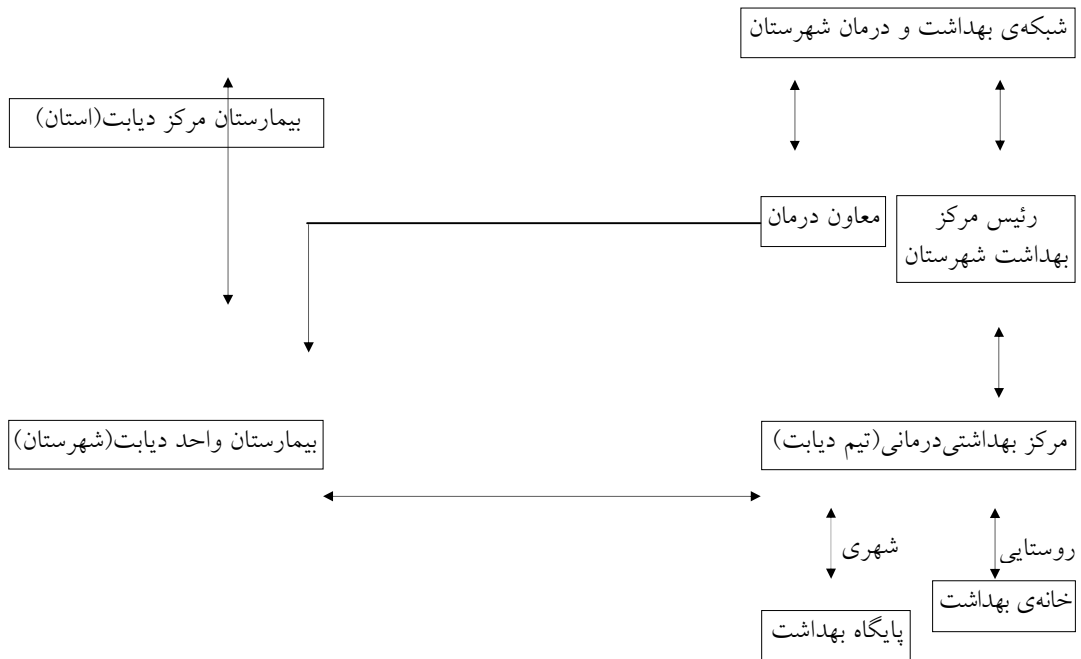 شبکه‌ی بهداشت و درمان شهرستان
بیمارستان مرکز دیابت(استان)
رئیس مرکز
بهداشت شهرستان
معاون درمان
مرکز بهداشتی‌درمانی(تیم دیابت)
بیمارستان واحد دیابت(شهرستان)
روستایی
شهری
خانه‌ی بهداشت
پایگاه بهداشت